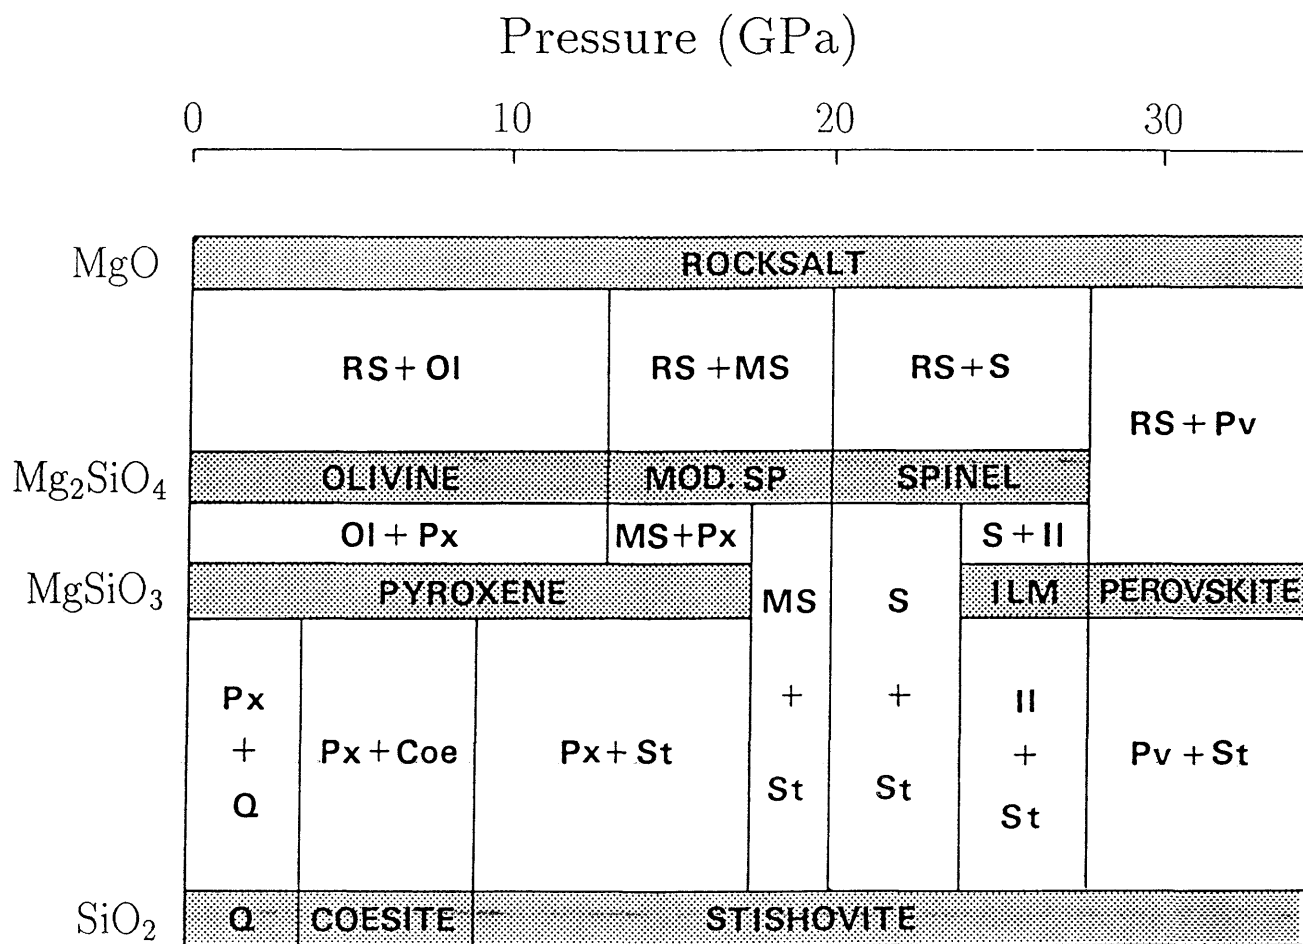 Pressure (GPa)
0 10 20 30
MgO
ROCKSALT
RS + Ol
RS + MS
RS + S
RS + Pv
Mg₂SiO₄
OLIVINE
MOD. SP
SPINEL
Ol + Px
MS+Px
S + Il
MgSiO₃
PYROXENE
MS
+
St
S
+
St
ILM
PEROVSKITE
Px
+
Q
Px + Coe
Px + St
Il
+
St
Pv + St
SiO₂
Q
COESITE
STISHOVITE